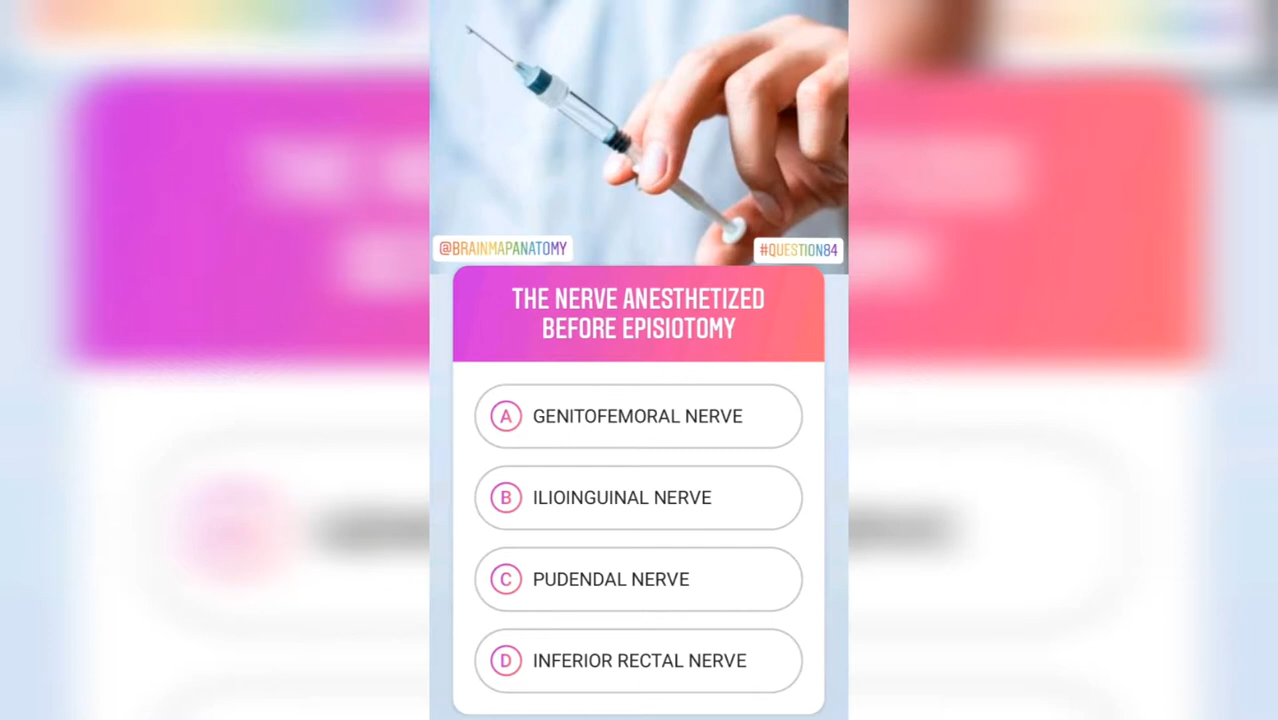 @BRAINMAPANATOMY
#QUESTION84
THE NERVE ANESTHETIZED
BEFORE EPISIOTOMY
A GENITOFEMORAL NERVE
B ILIOINGUINAL NERVE
C PUDENDAL NERVE
D INFERIOR RECTAL NERVE